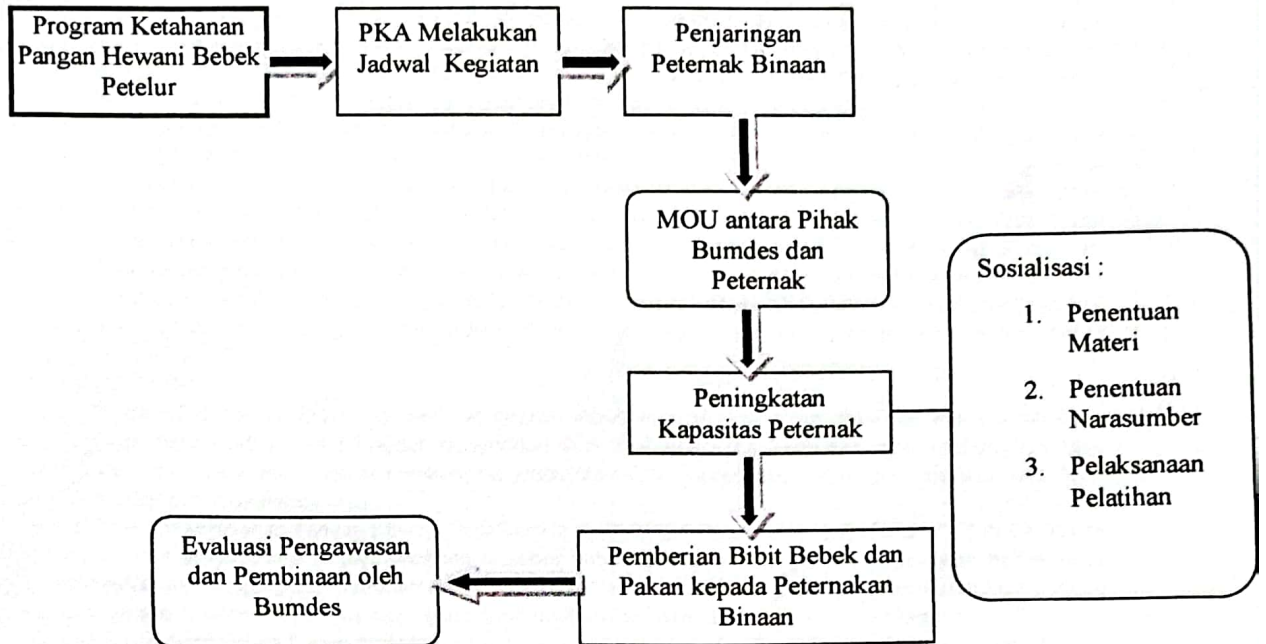 Program Ketahanan
Pangan Hewani Bebek
Petelur
PKA Melakukan
Jadwal Kegiatan
Penjaringan
Peternak Binaan
MOU antara Pihak
Bumdes dan
Peternak
Peningkatan
Kapasitas Peternak
Sosialisasi :
1. Penentuan
Materi
2. Penentuan
Narasumber
3. Pelaksanaan
Pelatihan
Pemberian Bibit Bebek dan
Pakan kepada Peternakan
Binaan
Evaluasi Pengawasan
dan Pembinaan oleh
Bumdes